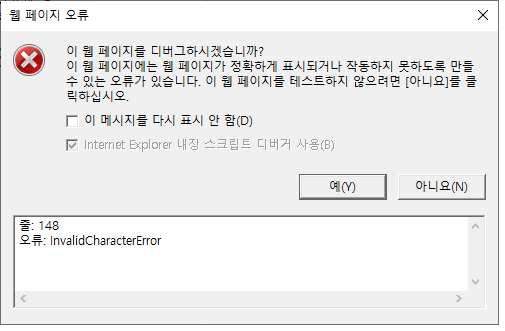 웹 페이지 오류
이 웹 페이지를 디버그하시겠습니까?
이 웹 페이지에는 웹 페이지가 정확하게 표시되거나 작동하지 못하도록 만들
수 있는 오류가 있습니다. 이 웹 페이지를 테스트하지 않으려면 [아니요]을 클
릭하십시오.
이 메시지를 다시 표시 안 함(D)
Internet Explorer 내장 스크립트 디버거 사용(B)
예(Y)
아니요(N)
줄: 148
오류: InvalidCharacterError